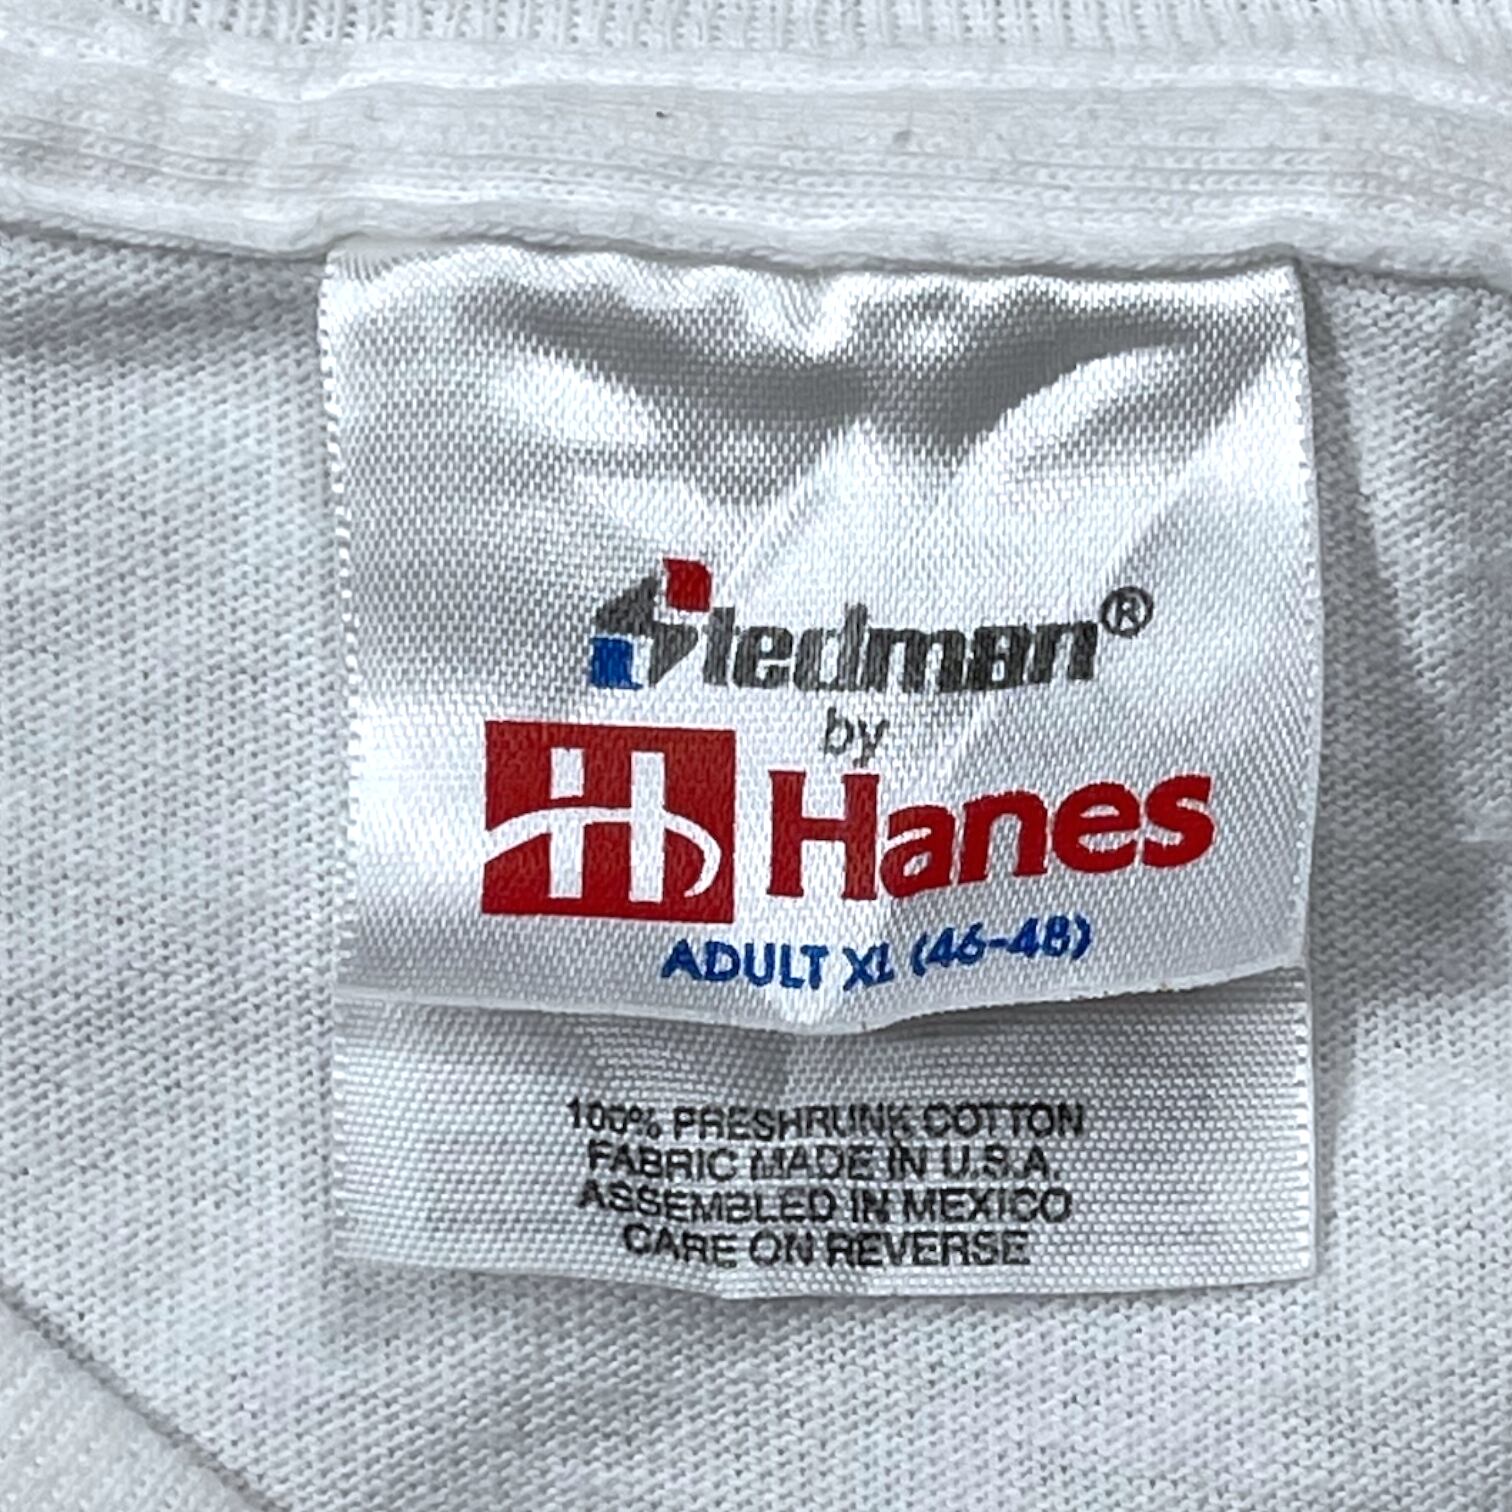 Stedman®
by
H Hanes
ADULT XL (46-48)
100% PRESHRUNK COTTON
FABRIC MADE IN U.S.A.
ASSEMBLED IN MEXICO
CARE ON REVERSE